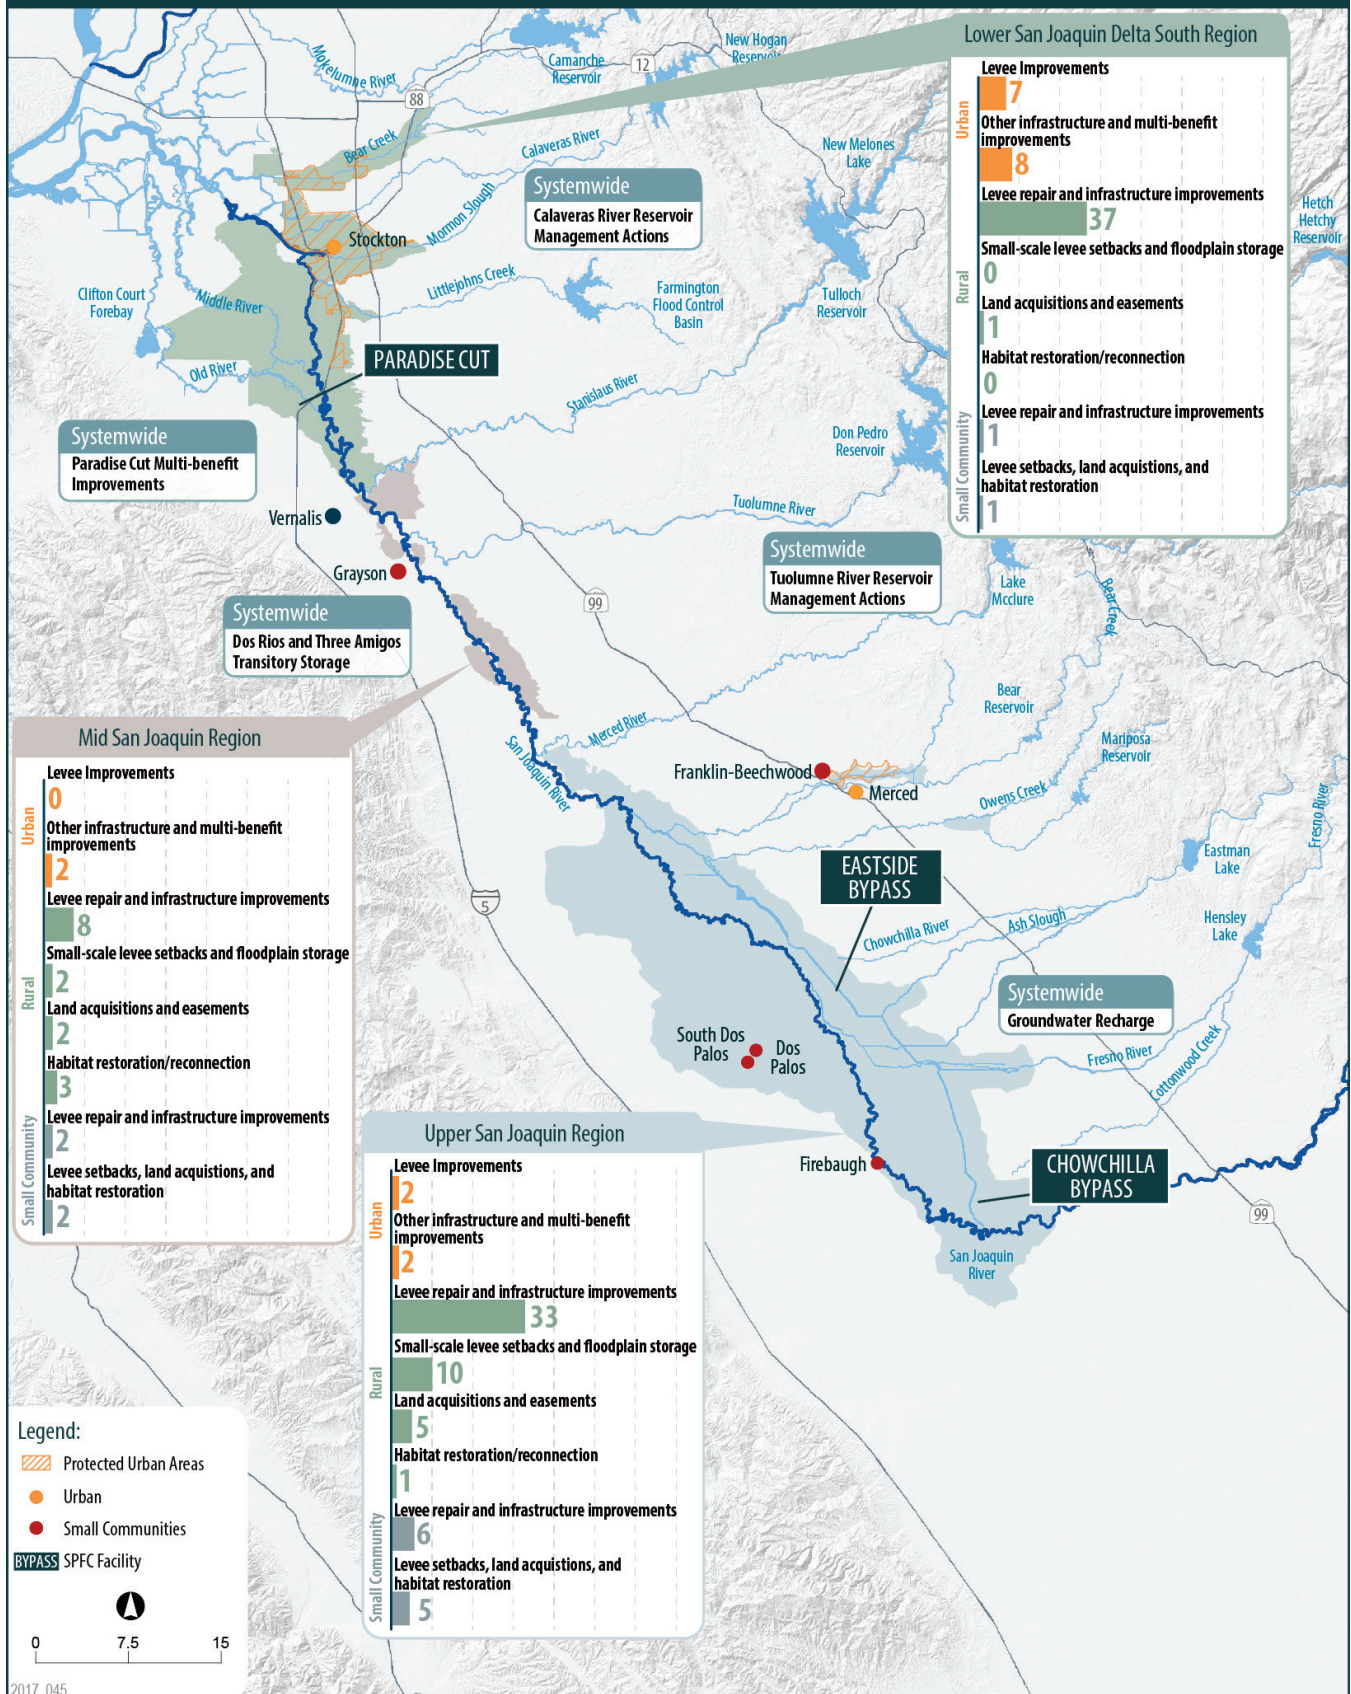 Lower San Joaquin Delta South Region
Urban
Levee Improvements
7
Other infrastructure and multi-benefit
improvements
8
Rural
Levee repair and infrastructure improvements
37
Small-scale levee setbacks and floodplain storage
0
Land acquisitions and easements
1
Habitat restoration/reconnection
0
Small Community
Levee repair and infrastructure improvements
1
Levee setbacks, land acquistions, and
habitat restoration
1
Mokelumne River
Camanche
Reservoir
12
New Hogan
Reservoir
88
Bear Creek
Calaveras River
New Melones
Lake
Hetch
Hetchy
Reservoir
Systemwide
Calaveras River Reservoir
Management Actions
Mormon Slough
Stockton
Littlejohns Creek
Farmington
Flood Control
Basin
Tulloch
Reservoir
Clifton Court
Forebay
Middle River
Old River
PARADISE CUT
Stanislaus River
Don Pedro
Reservoir
Systemwide
Paradise Cut Multi-benefit
Improvements
Vernalis
Tuolumne River
Grayson
Systemwide
Tuolumne River Reservoir
Management Actions
Lake
Mcclure
Bear Creek
99
Systemwide
Dos Rios and Three Amigos
Transitory Storage
Bear
Reservoir
Mariposa
Reservoir
Merced River
San Joaquin River
Franklin-Beechwood
Merced
Owens Creek
Fresno River
Eastman
Lake
EASTSIDE
BYPASS
5
Chowchilla River
Ash Slough
Hensley
Lake
Systemwide
Groundwater Recharge
South Dos
Palos
Dos
Palos
Fresno River
Cottonwood Creek
Firebaugh
CHOWCHILLA
BYPASS
99
San Joaquin
River
Mid San Joaquin Region
Urban
Levee Improvements
0
Other infrastructure and multi-benefit
improvements
2
Rural
Levee repair and infrastructure improvements
8
Small-scale levee setbacks and floodplain storage
2
Land acquisitions and easements
2
Habitat restoration/reconnection
3
Small Community
Levee repair and infrastructure improvements
2
Levee setbacks, land acquistions, and
habitat restoration
2
Upper San Joaquin Region
Urban
Levee Improvements
2
Other infrastructure and multi-benefit
improvements
2
Rural
Levee repair and infrastructure improvements
33
Small-scale levee setbacks and floodplain storage
10
Land acquisitions and easements
5
Habitat restoration/reconnection
1
Small Community
Levee repair and infrastructure improvements
6
Levee setbacks, land acquistions, and
habitat restoration
5
Legend:
Protected Urban Areas
Urban
Small Communities
BYPASS SPFC Facility
0 7.5 15
2017_045